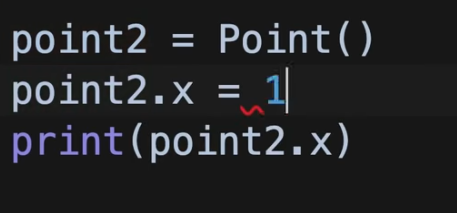 point2 = Point()
point2.x = 1
print(point2.x)